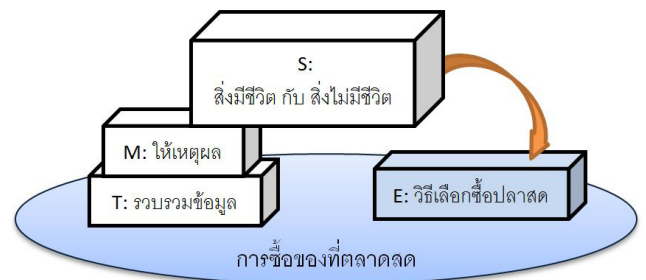 S:
สิ่งมีชีวิต กับ สิ่งไม่มีชีวิต
M: ให้เหตุผล
T: รวบรวมข้อมูล
E: วิธีเลือกซื้อปลาสด
การซื้อของที่ตลาดลด